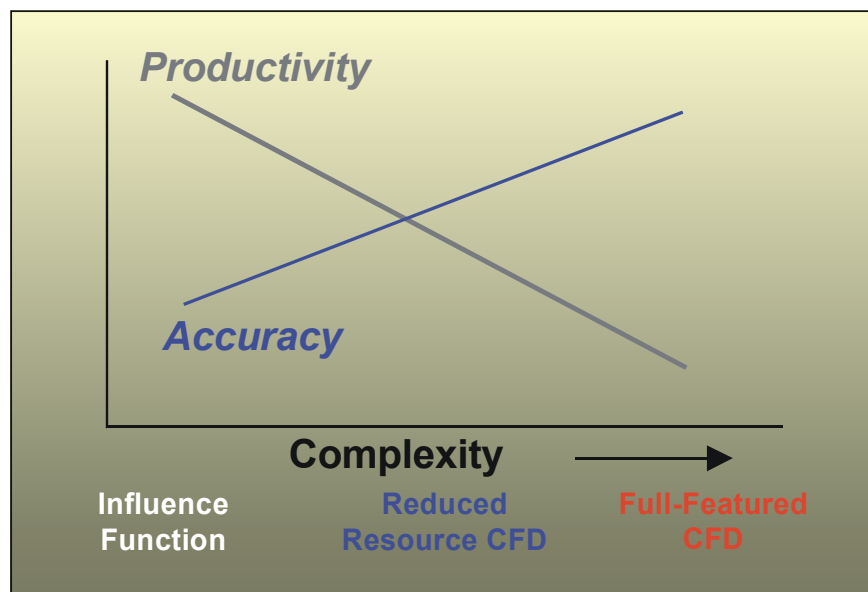 Productivity
Accuracy
Complexity
Influence
Function
Reduced
Resource CFD
Full-Featured
CFD